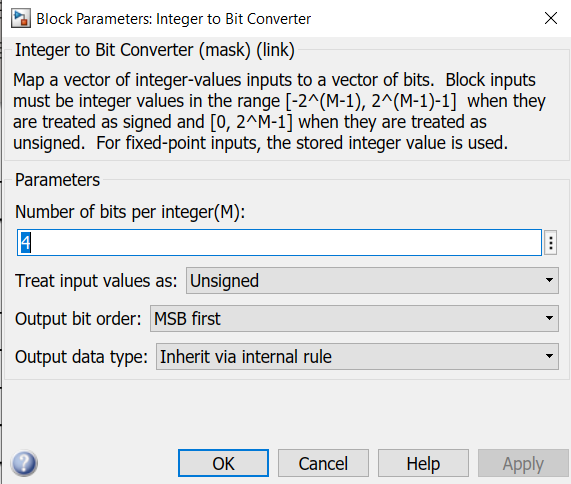 Block Parameters: Integer to Bit Converter
Integer to Bit Converter (mask) (link)
Map a vector of integer-values inputs to a vector of bits.  Block inputs
must be integer values in the range [-2^(M-1), 2^(M-1)-1]  when they
are treated as signed and [0, 2^M-1] when they are treated as
unsigned.  For fixed-point inputs, the stored integer value is used.
Parameters
Number of bits per integer(M):
4
Treat input values as: Unsigned
Output bit order: MSB first
Output data type: Inherit via internal rule
OK Cancel Help Apply